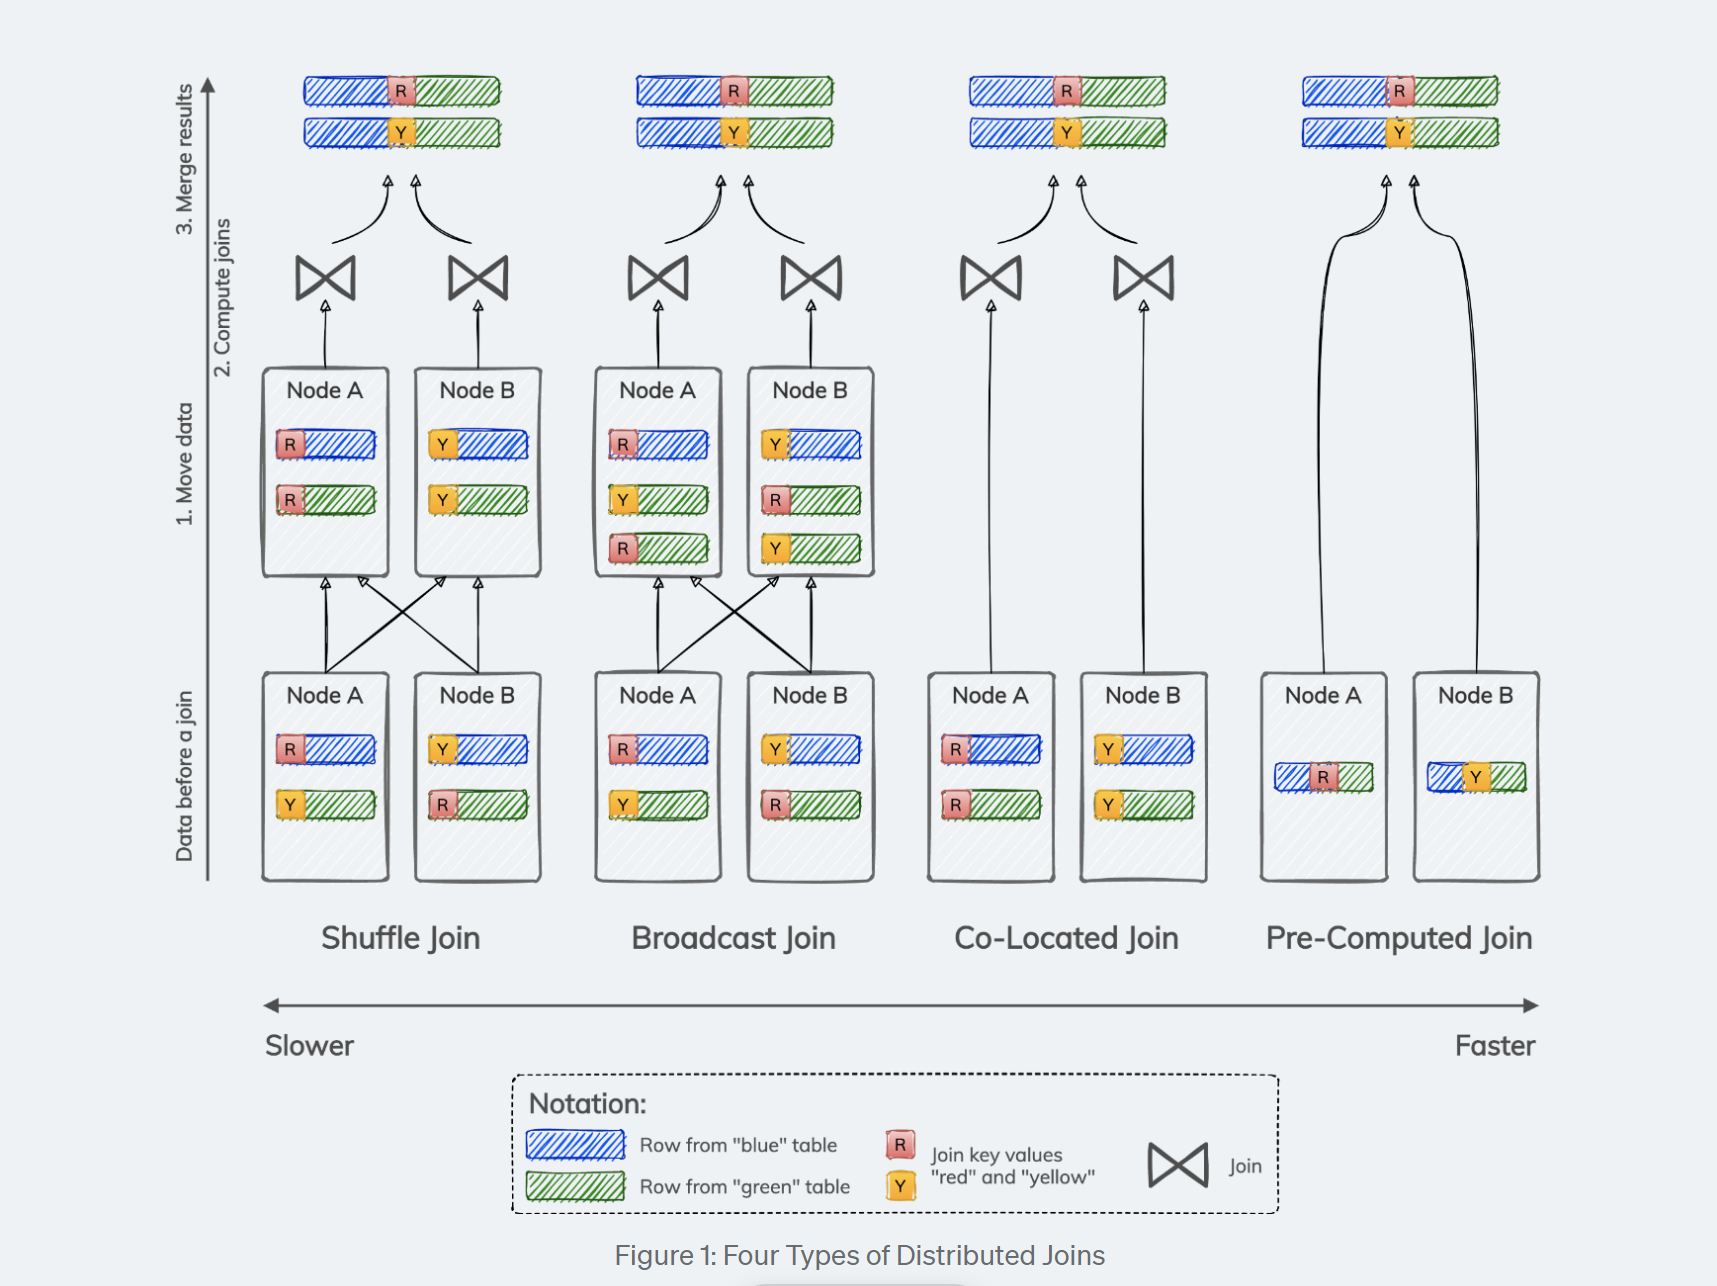 3. Merge results
2. Compute joins
1. Move data
Data before a join
R R R R
Y Y Y Y
Node A Node B Node A Node B
R Y R Y
R Y Y R
R Y
Node A Node B Node A Node B Node A Node B Node A Node B
R Y R Y R Y
R Y
Y R Y R R Y
Shuffle Join Broadcast Join Co-Located Join Pre-Computed Join
Slower Faster
Notation:
Row from "blue" table
Row from "green" table
R
Y
Join key values
"red" and "yellow"
Join
Figure 1: Four Types of Distributed Joins